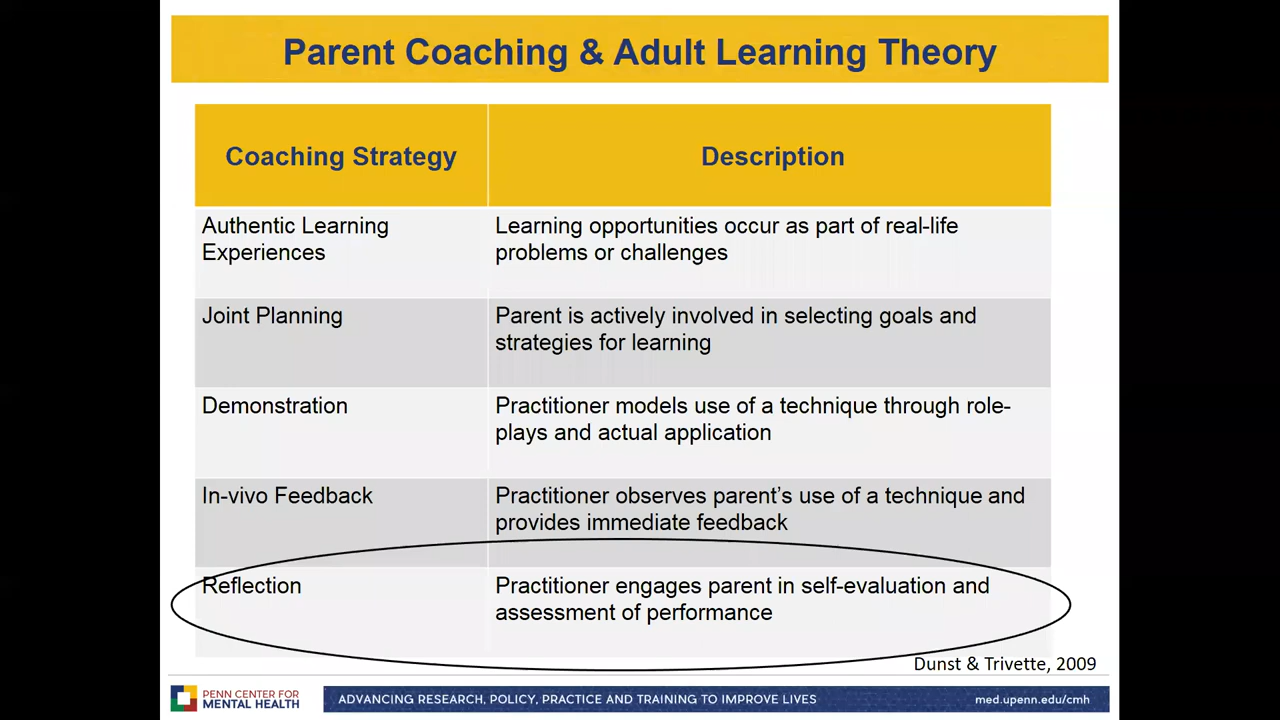 Parent Coaching & Adult Learning Theory
Coaching Strategy
Description
Authentic Learning
Experiences
Learning opportunities occur as part of real-life
problems or challenges
Joint Planning
Parent is actively involved in selecting goals and
strategies for learning
Demonstration
Practitioner models use of a technique through role-
plays and actual application
In-vivo Feedback
Practitioner observes parent’s use of a technique and
provides immediate feedback
Reflection
Practitioner engages parent in self-evaluation and
assessment of performance
Dunst & Trivette, 2009
PENN CENTER FOR
MENTAL HEALTH
ADVANCING RESEARCH, POLICY, PRACTICE AND TRAINING TO IMPROVE LIVES
med.upenn.edu/cmh